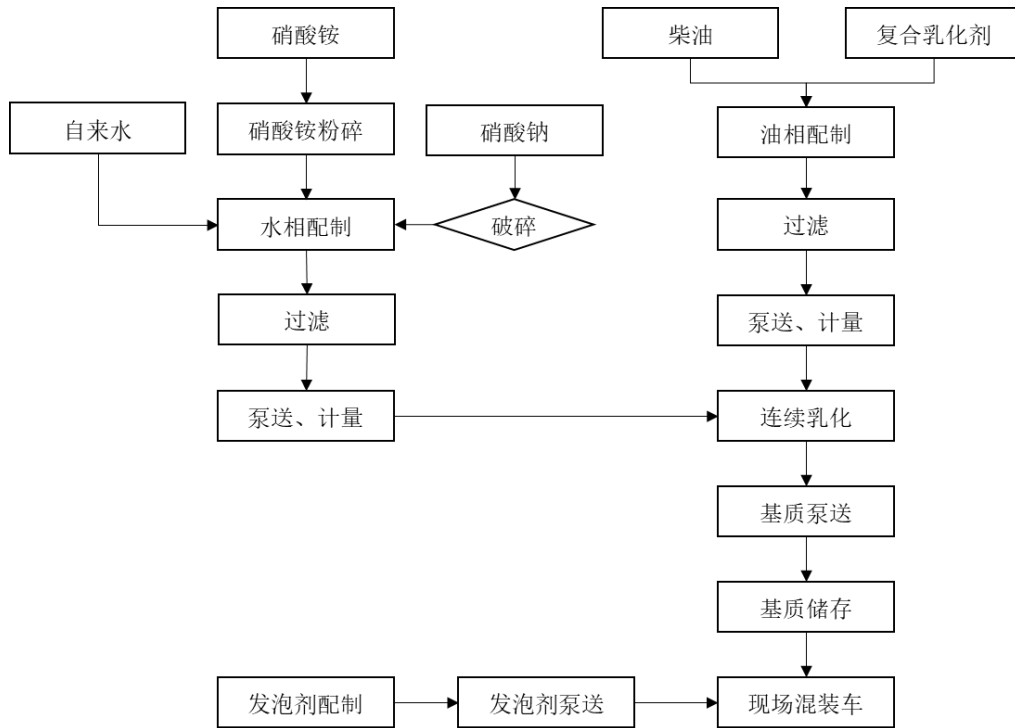 硝酸铵
柴油
复合乳化剂
自来水
硝酸铵粉碎
硝酸钠
油相配制
水相配制
破碎
过滤
过滤
泵送、计量
泵送、计量
连续乳化
基质泵送
基质储存
发泡剂配制
发泡剂泵送
现场混装车